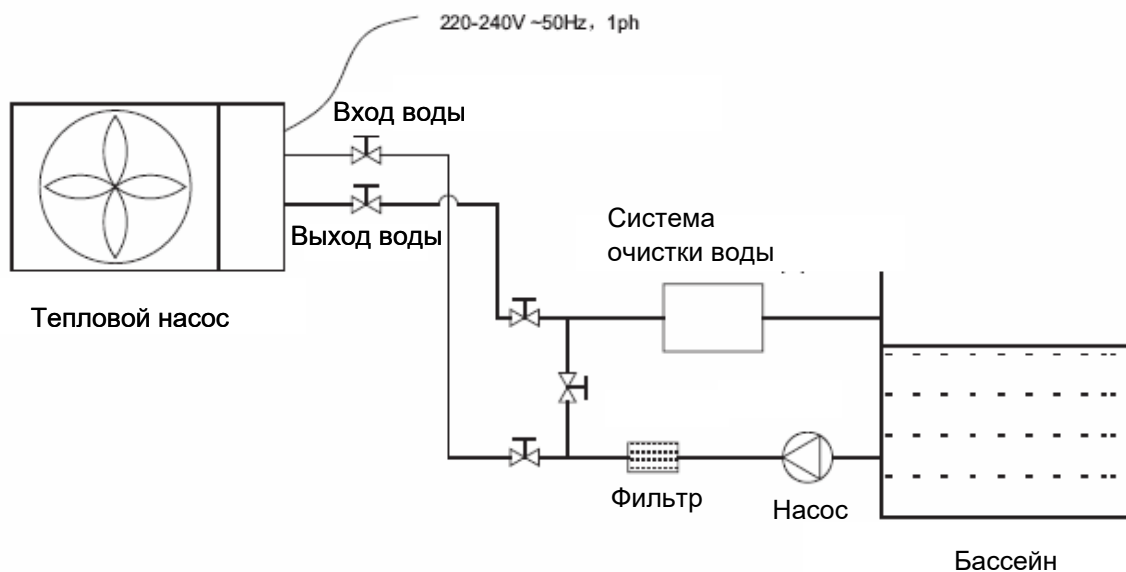 220-240V ~50Hz, 1ph
Вход воды
Выход воды
Система
очистки воды
Тепловой насос
Фильтр
Насос
Бассейн